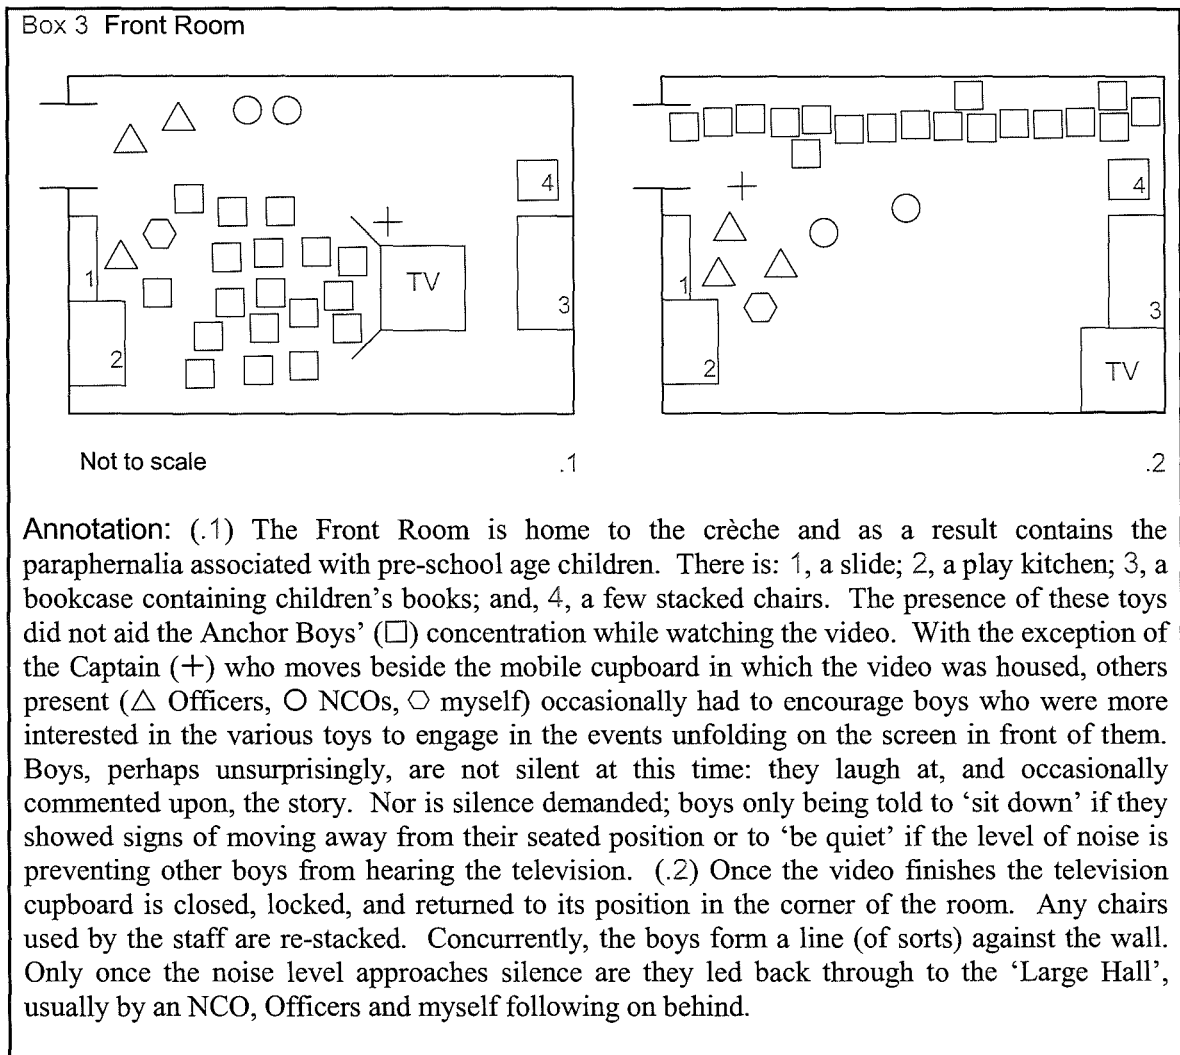 Box 3 Front Room
4
1
TV
3
2
4
1
3
2
TV
Not to scale
.1
.2
Annotation: (.1) The Front Room is home to the crèche and as a result contains the
paraphernalia associated with pre-school age children. There is: 1, a slide; 2, a play kitchen; 3, a
bookcase containing children's books; and, 4, a few stacked chairs. The presence of these toys
did not aid the Anchor Boys' (□) concentration while watching the video. With the exception of
the Captain (+) who moves beside the mobile cupboard in which the video was housed, others
present (△ Officers, ○ NCOs, ⬡ myself) occasionally had to encourage boys who were more
interested in the various toys to engage in the events unfolding on the screen in front of them.
Boys, perhaps unsurprisingly, are not silent at this time: they laugh at, and occasionally
commented upon, the story. Nor is silence demanded; boys only being told to 'sit down' if they
showed signs of moving away from their seated position or to 'be quiet' if the level of noise is
preventing other boys from hearing the television. (.2) Once the video finishes the television
cupboard is closed, locked, and returned to its position in the corner of the room. Any chairs
used by the staff are re-stacked. Concurrently, the boys form a line (of sorts) against the wall.
Only once the noise level approaches silence are they led back through to the 'Large Hall',
usually by an NCO, Officers and myself following on behind.